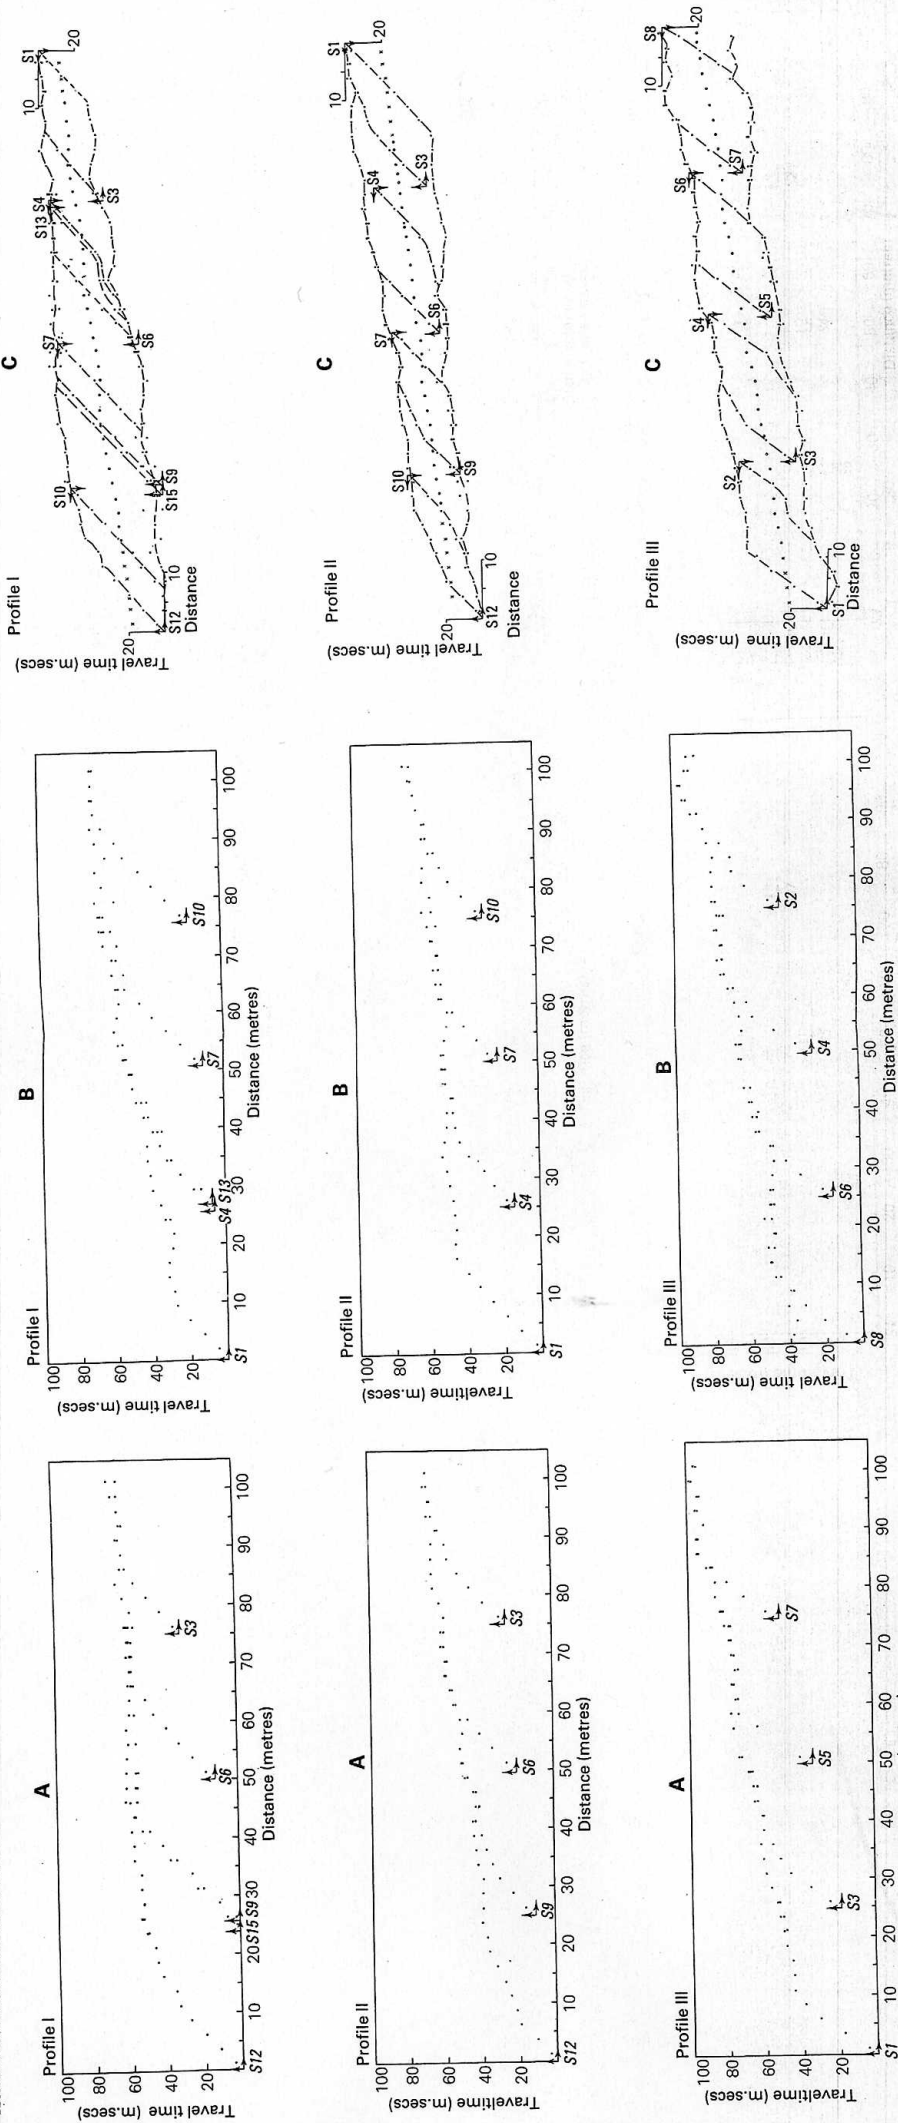 A
Profile I
Travel time (m.secs)
100
80
60
40
20
S12
10
20
S15
S9
30
40
50
S6
60
70
S3
80
90
100
Distance (metres)
B
Profile I
Travel time (m.secs)
100
80
60
40
20
S1
10
20
S4
S13
30
40
50
S7
60
70
S10
80
90
100
Distance (metres)
C
Profile I
Travel time (m.secs)
20
S12
10
Distance
S10
S15
S9
S7
S6
S13
S4
S3
S1
10
20
A
Profile II
Traveltime (m.secs)
100
80
60
40
20
S12
10
20
S9
30
40
50
S6
60
70
S3
80
90
100
Distance (metres)
B
Profile II
Traveltime (m.secs)
100
80
60
40
20
S1
10
20
S4
30
40
50
S7
60
70
S10
80
90
100
Distance (metres)
C
Profile II
Travel time (m.secs)
20
S12
10
Distance
S10
S9
S7
S6
S4
S3
S1
10
20
A
Profile III
Traveltime (m.secs)
100
80
60
40
20
S1
10
20
S3
30
40
50
S5
60
70
S7
80
90
100
B
Profile III
Travel time (m.secs)
100
80
60
40
20
S8
10
20
S6
30
40
50
S4
60
70
S2
80
90
100
Distance (metres)
C
Profile III
Travel time (m.secs)
20
S1
10
Distance
S2
S3
S4
S5
S6
S7
S8
10
20